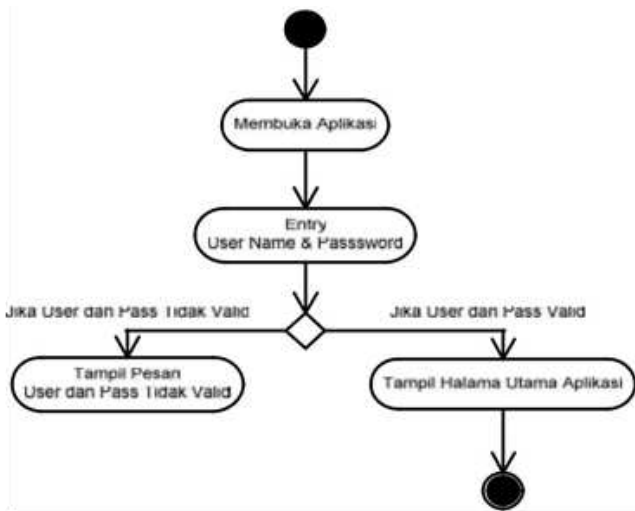 Membuka Aplikasi
Entry
User Name & Passsword
Jika User dan Pass Tidak Valid
Jika User dan Pass Valid
Tampil Pesan
User dan Pass Tidak Valid
Tampil Halama Utama Aplikasi